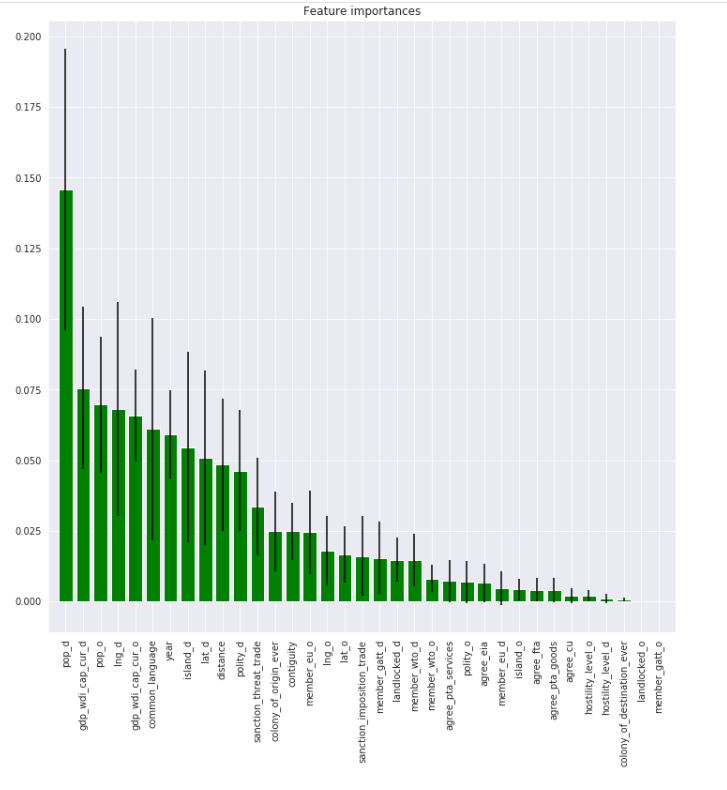 Feature importances
0.200
0.175
0.150
0.125
0.100
0.075
0.050
0.025
0.000
pop_d
gdp_wdi_cap_cur_d
pop_o
lng_d
gdp_wdi_cap_cur_o
common_language
year
island_d
lat_d
distance
polity_d
sanction_threat_trade
colony_of_origin_ever
contiguity
member_eu_o
lng_o
lat_o
sanction_imposition_trade
member_gatt_d
landlocked_d
member_wto_d
member_wto_o
agree_pta_services
polity_o
agree_eia
member_eu_d
island_o
agree_fta
agree_pta_goods
agree_cu
hostility_level_o
hostility_level_d
colony_of_destination_ever
landlocked_o
member_gatt_o